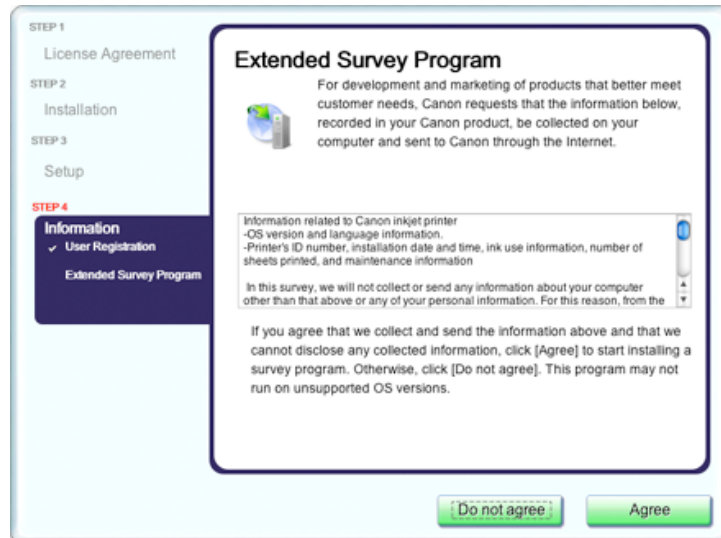 STEP 1
License Agreement
STEP 2
Installation
STEP 3
Setup
STEP 4
Information
User Registration
Extended Survey Program
Extended Survey Program
For development and marketing of products that better meet
customer needs, Canon requests that the information below,
recorded in your Canon product, be collected on your
computer and sent to Canon through the Internet.
Information related to Canon inkjet printer
-OS version and language information.
-Printer's ID number, installation date and time, ink use information, number of
sheets printed, and maintenance information
In this survey, we will not collect or send any information about your computer
other than that above or any of your personal information. For this reason, from the
If you agree that we collect and send the information above and that we
cannot disclose any collected information, click [Agree] to start installing a
survey program. Otherwise, click [Do not agree]. This program may not
run on unsupported OS versions.
Do not agree
Agree